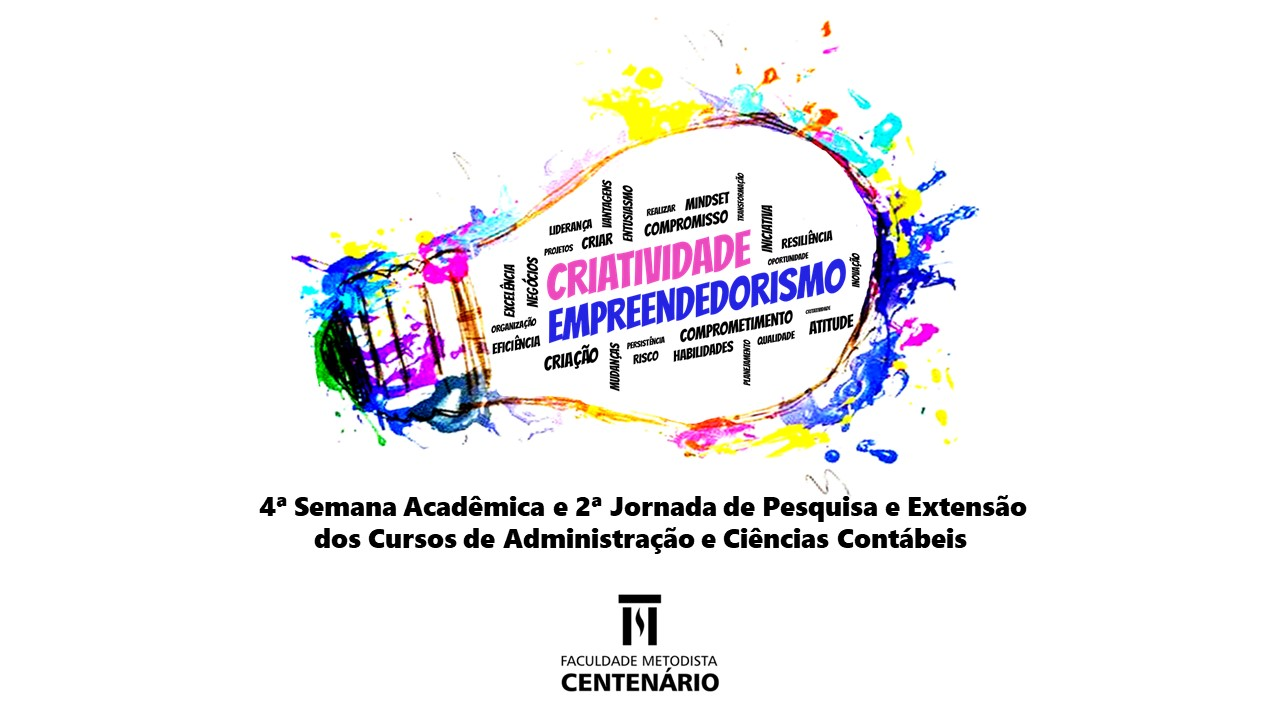 TRANSFORMAÇÃO
VANTAGENS
ENTUSIASMO
REALIZAR
MINDSET
LIDERANÇA
COMPROMISSO
INICIATIVA
PROJETOS
CRIAR
RESILIÊNCIA
CRIATIVIDADE
OPORTUNIDADE
INOVAÇÃO
EXCELÊNCIA
NEGÓCIOS
EMPREENDEDORISMO
ORGANIZAÇÃO
EFICIÊNCIA
COMPROMETIMENTO
ATITUDE
CRIAÇÃO
MUDANÇAS
PERSISTÊNCIA
RISCO
HABILIDADES
PLANEJAMENTO
QUALIDADE
4ª Semana Acadêmica e 2ª Jornada de Pesquisa e Extensão
dos Cursos de Administração e Ciências Contábeis
FACULDADE METODISTA
CENTENÁRIO